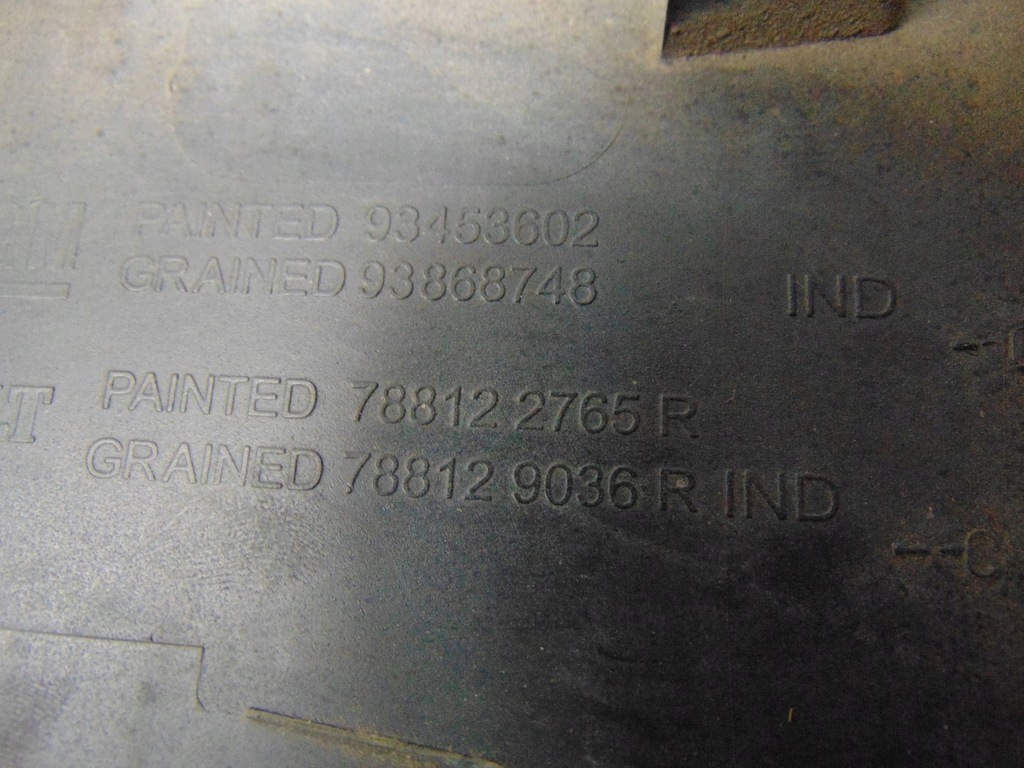 PAINTED 93453602
GRAINED 93868748 IND
PAINTED 78812 2765 R
GRAINED 78812 9036 R IND
--C